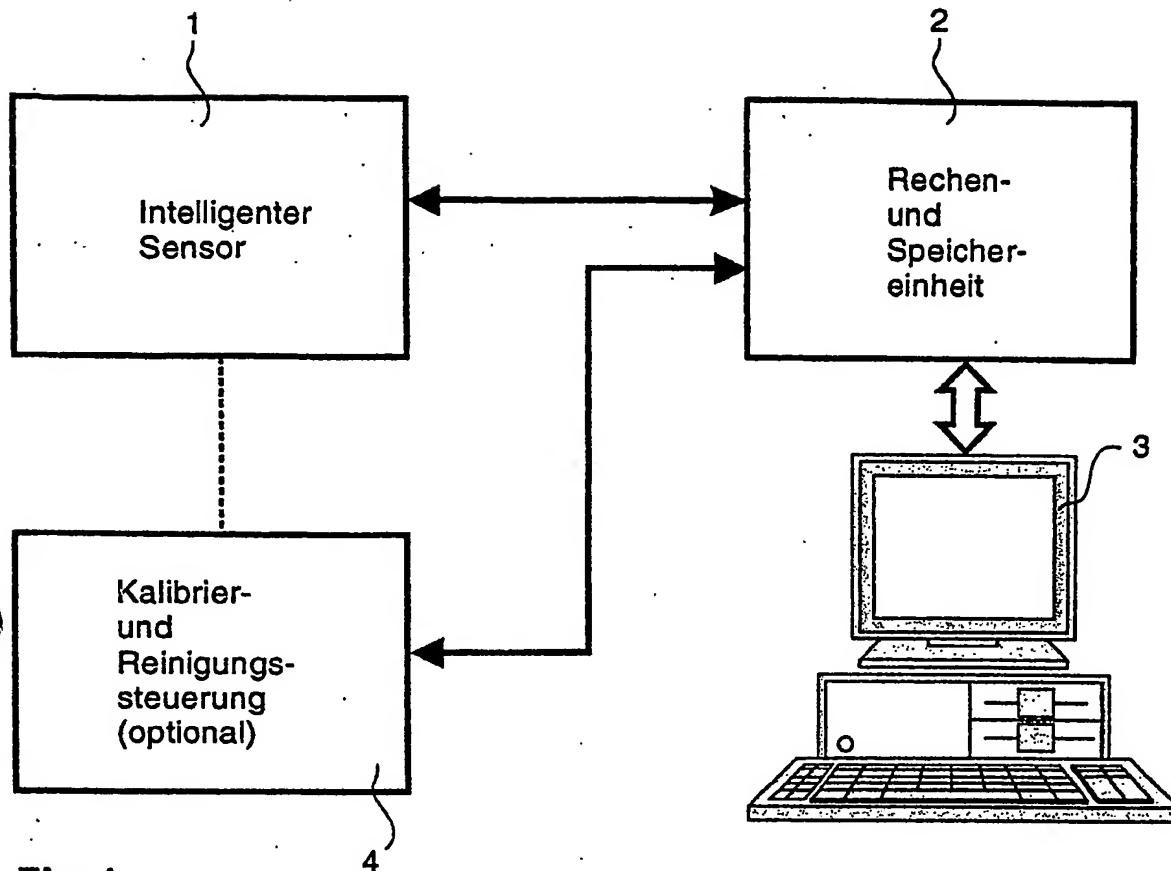 1
2
Intelligenter
Sensor
Rechen-
und
Speicher-
einheit
3
Kalibrier-
und
Reinigungs-
steuerung
(optional)
4